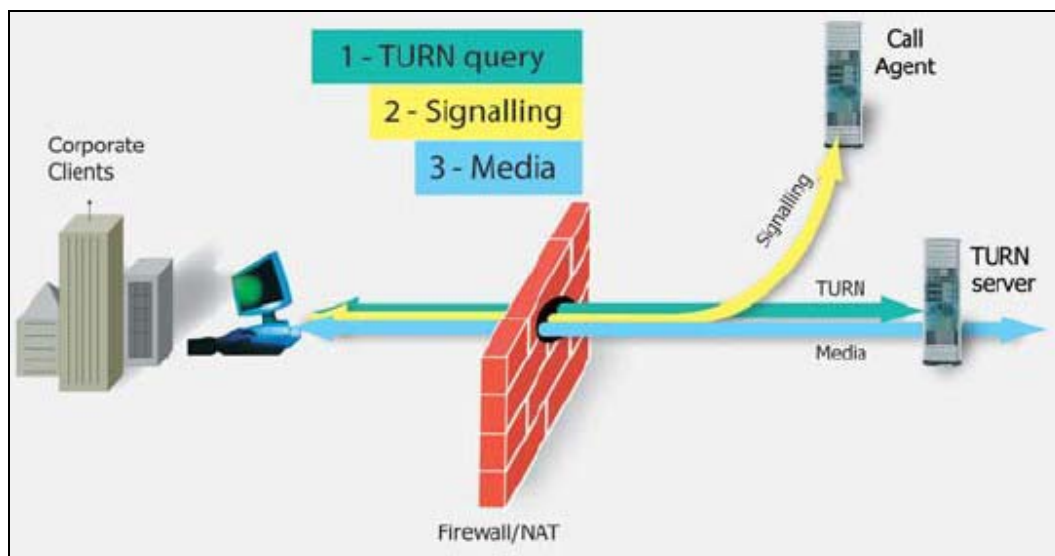 1 - TURN query
2 - Signalling
3 - Media
Call
Agent
Corporate
Clients
Signalling
TURN
server
TURN
Media
Firewall/NAT